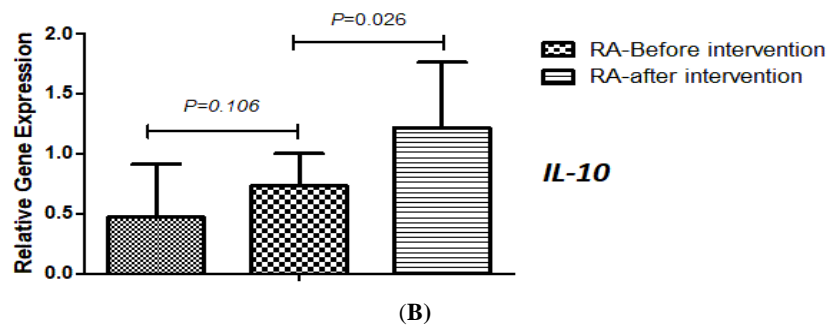 P=0.026
2.0
RA-Before intervention
RA-after intervention
1.5
P=0.106
1.0
IL-10
0.5
0.0
Relative Gene Expression
(B)